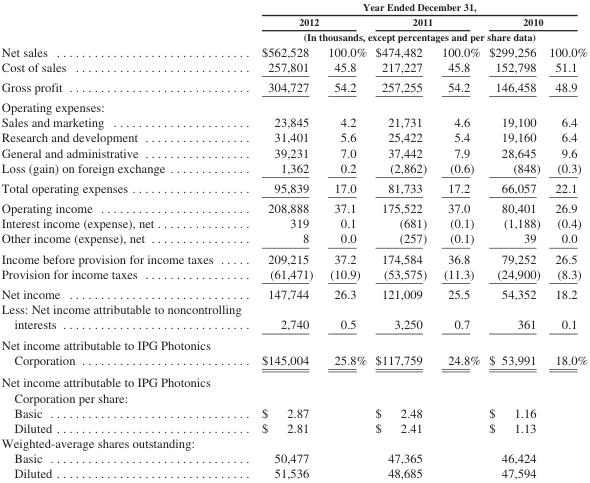 Year Ended December 31,
2012 2011 2010
(In thousands, except percentages and per share data)
Net sales . . . . . . . . . . . . . . . . . . . . . . . . . . . . . . $562,528 100.0% $474,482 100.0% $299,256 100.0%
Cost of sales . . . . . . . . . . . . . . . . . . . . . . . . . . . 257,801 45.8 217,227 45.8 152,798 51.1
Gross profit . . . . . . . . . . . . . . . . . . . . . . . . . . . . 304,727 54.2 257,255 54.2 146,458 48.9
Operating expenses:
Sales and marketing . . . . . . . . . . . . . . . . . . . . . 23,845 4.2 21,731 4.6 19,100 6.4
Research and development . . . . . . . . . . . . . . . . 31,401 5.6 25,422 5.4 19,160 6.4
General and administrative . . . . . . . . . . . . . . . . 39,231 7.0 37,442 7.9 28,645 9.6
Loss (gain) on foreign exchange . . . . . . . . . . . . 1,362 0.2 (2,862) (0.6) (848) (0.3)
Total operating expenses . . . . . . . . . . . . . . . . . . 95,839 17.0 81,733 17.2 66,057 22.1
Operating income . . . . . . . . . . . . . . . . . . . . . . . 208,888 37.1 175,522 37.0 80,401 26.9
Interest income (expense), net . . . . . . . . . . . . . . 319 0.1 (681) (0.1) (1,188) (0.4)
Other income (expense), net . . . . . . . . . . . . . . . 8 0.0 (257) (0.1) 39 0.0
Income before provision for income taxes . . . . . 209,215 37.2 174,584 36.8 79,252 26.5
Provision for income taxes . . . . . . . . . . . . . . . . (61,471) (10.9) (53,575) (11.3) (24,900) (8.3)
Net income . . . . . . . . . . . . . . . . . . . . . . . . . . . . 147,744 26.3 121,009 25.5 54,352 18.2
Less: Net income attributable to noncontrolling
interests . . . . . . . . . . . . . . . . . . . . . . . . . . . . . 2,740 0.5 3,250 0.7 361 0.1
Net income attributable to IPG Photonics
Corporation . . . . . . . . . . . . . . . . . . . . . . . . . . $145,004 25.8% $117,759 24.8% $ 53,991 18.0%
Net income attributable to IPG Photonics
Corporation per share:
Basic . . . . . . . . . . . . . . . . . . . . . . . . . . . . . . . $ 2.87 $ 2.48 $ 1.16
Diluted . . . . . . . . . . . . . . . . . . . . . . . . . . . . . . $ 2.81 $ 2.41 $ 1.13
Weighted-average shares outstanding:
Basic . . . . . . . . . . . . . . . . . . . . . . . . . . . . . . . 50,477 47,365 46,424
Diluted . . . . . . . . . . . . . . . . . . . . . . . . . . . . . . 51,536 48,685 47,594